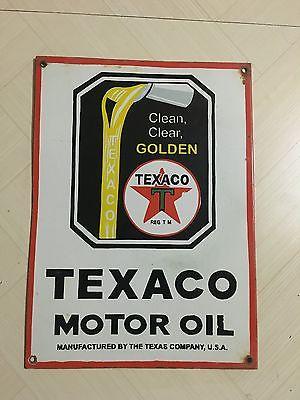 Clean,
Clear,
GOLDEN
TEXACO
TEXACO
T
REG T M
TEXACO
MOTOR OIL
MANUFACTURED BY THE TEXAS COMPANY, U.S.A.